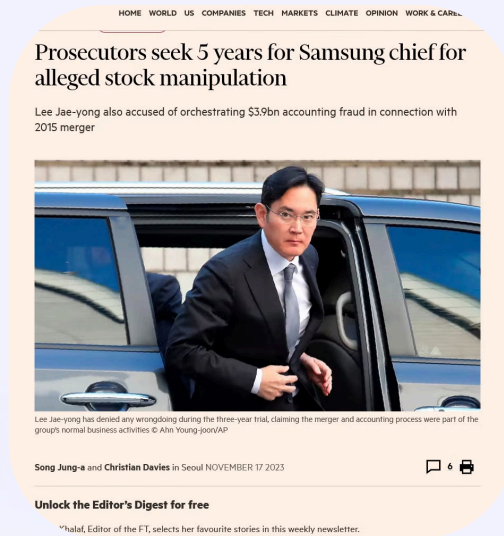 HOME WORLD US COMPANIES TECH MARKETS CLIMATE OPINION WORK &
Prosecutors seek 5 years for Samsung chief for
alleged stock manipulation
Lee Jae-yong also accused of orchestrating $3.9bn accounting fraud in connection with
2015 merger
Lee Jae-yong has denied any wrongdoing during the three-year trial, claiming the merger and accounting process were part of the
group's normal business activities © Ahn Young-joon/AP
Song Jung-a and Christian Davies in Seoul NOVEMBER 17 2023
6
Unlock the Editor's Digest for free
Khalaf, Editor of the FT, selects her favourite stories in this weekly newsletter.